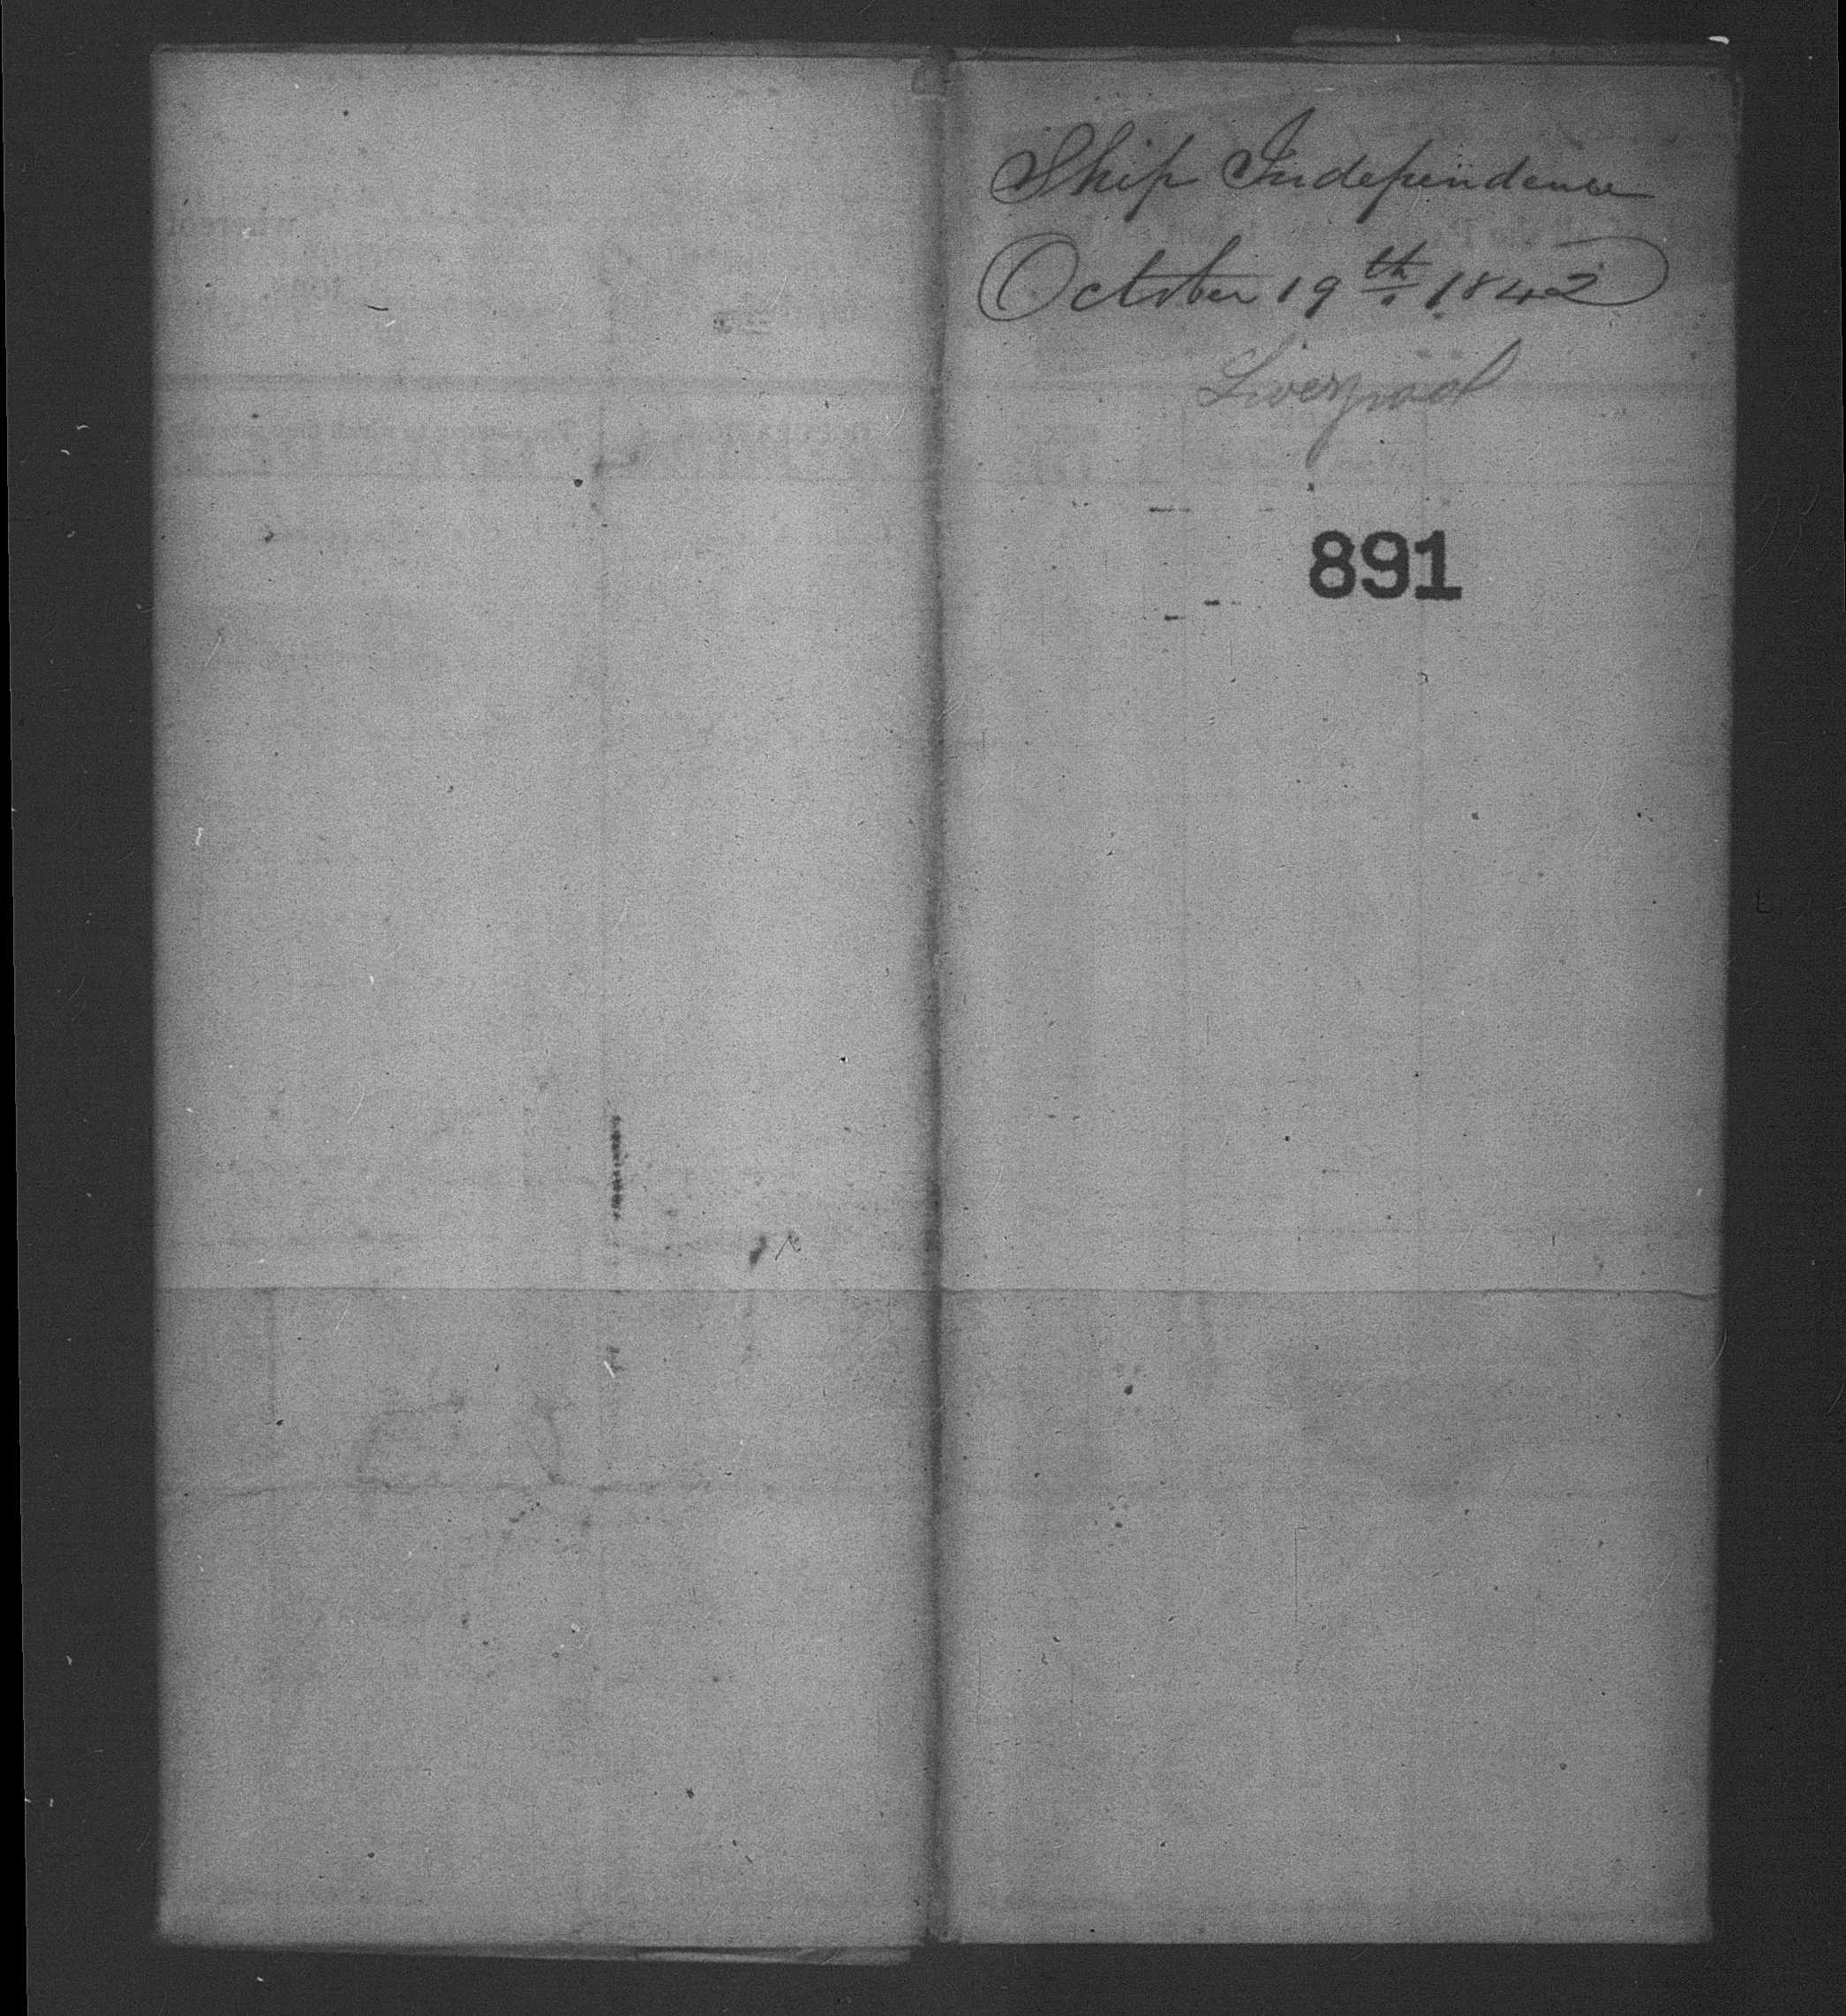 Ship Independence
October 19th 1842
Liverpool
891